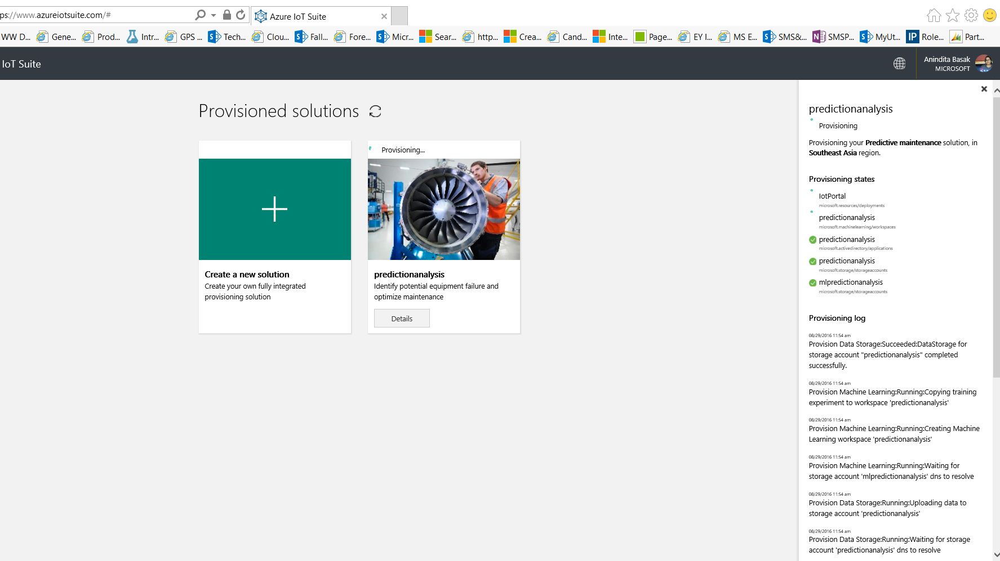 ps://www.azureiotsuite.com/#
Azure IoT Suite
WW D... Gene... Prod... Intr... GPS ... Tech... Clou... Fall... Fore... Micr... Sear... http... Crea... Cand... Inte... Page... EY I... MS E... SMS&... SMSP... MyUt... Role... Part...
IoT Suite
Anindita Basak
MICROSOFT
Provisioned solutions
Provisioning...
Create a new solution
Create your own fully integrated
provisioning solution
predictionanalysis
Identify potential equipment failure and
optimize maintenance
Details
predictionanalysis
Provisioning
Provisioning your Predictive maintenance solution, in
Southeast Asia region.
Provisioning states
IotPortal
microsoft.resources/deployments
predictionanalysis
microsoft.machinelearning/workspaces
predictionanalysis
microsoft.activedirectory/applications
predictionanalysis
microsoft.storage/storageaccounts
mlpredictionanalysis
microsoft.storage/storageaccounts
Provisioning log
08/29/2016 11:54 am
Provision Data Storage:Succeeded:DataStorage for
storage account "predictionanalysis" completed
successfully.
08/29/2016 11:54 am
Provision Machine Learning:Running:Copying training
experiment to workspace 'predictionanalysis'
08/29/2016 11:54 am
Provision Machine Learning:Running:Creating Machine
Learning workspace 'predictionanalysis'
08/29/2016 11:54 am
Provision Machine Learning:Running:Waiting for
storage account 'mlpredictionanalysis' dns to resolve
08/29/2016 11:54 am
Provision Data Storage:Running:Uploading data to
storage account 'predictionanalysis'
08/29/2016 11:54 am
Provision Data Storage:Running:Waiting for storage
account 'predictionanalysis' dns to resolve